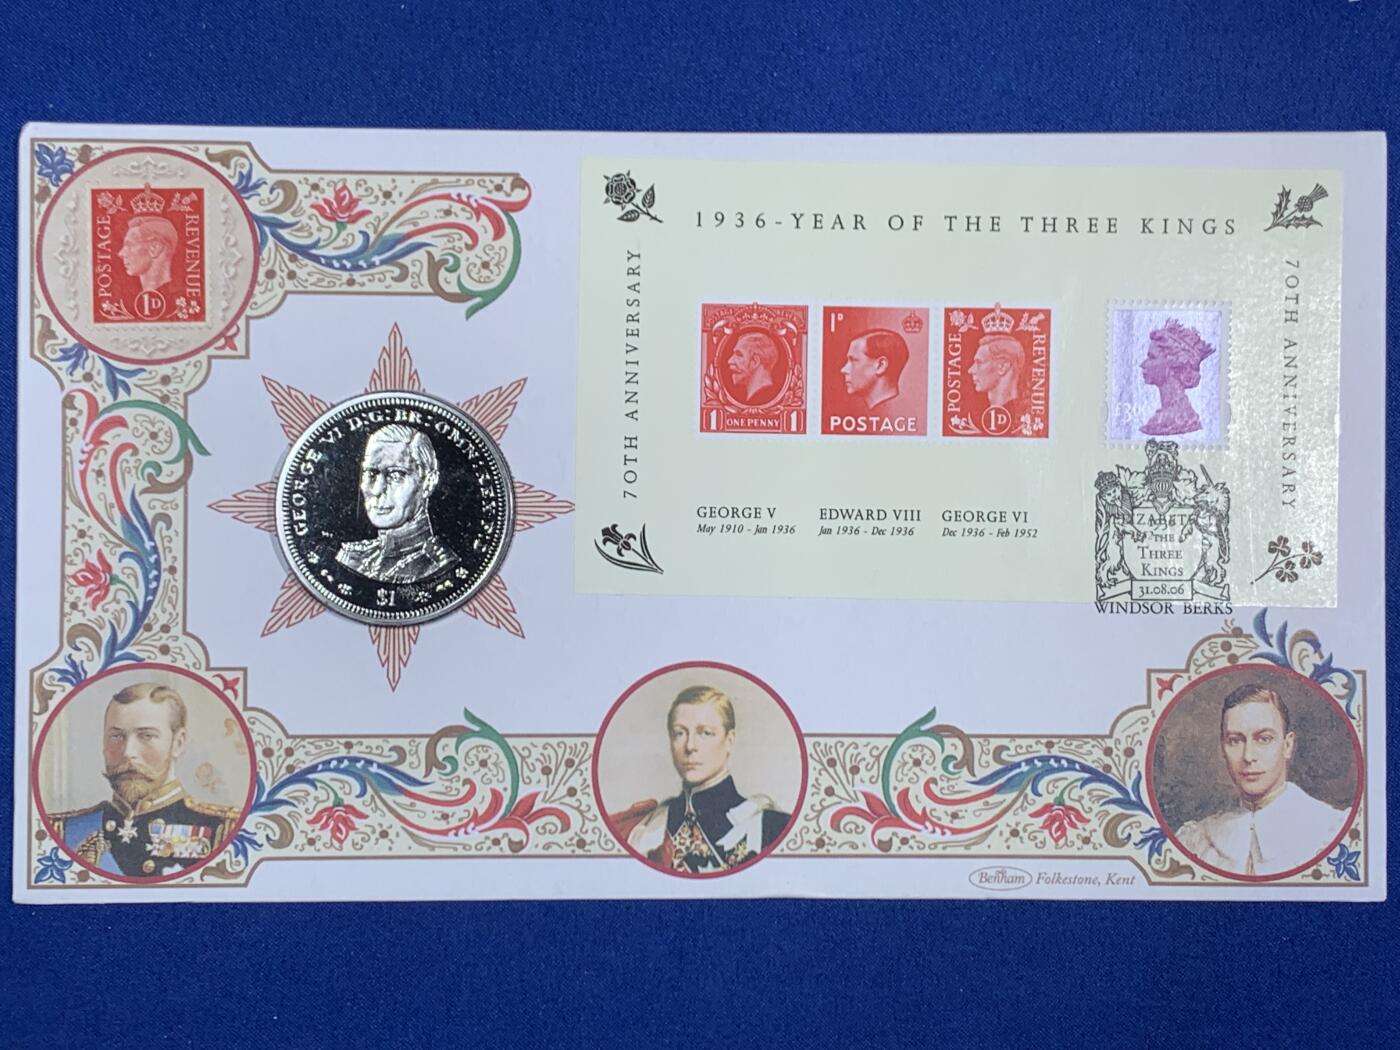 POSTAGE
REVENUE
1D
GEORGE VI D:G:BR:OMN:REX
$1
1936-YEAR OF THE THREE KINGS
70TH ANNIVERSARY
70TH ANNIVERSARY
1 ONE PENNY 1
1D
POSTAGE
POSTAGE
REVENUE
1D
£3.00
GEORGE V
May 1910 - Jan 1936
EDWARD VIII
Jan 1936 - Dec 1936
GEORGE VI
Dec 1936 - Feb 1952
THE
THREE
KINGS
31.08.06
WINDSOR BERKS
Benham Folkestone, Kent